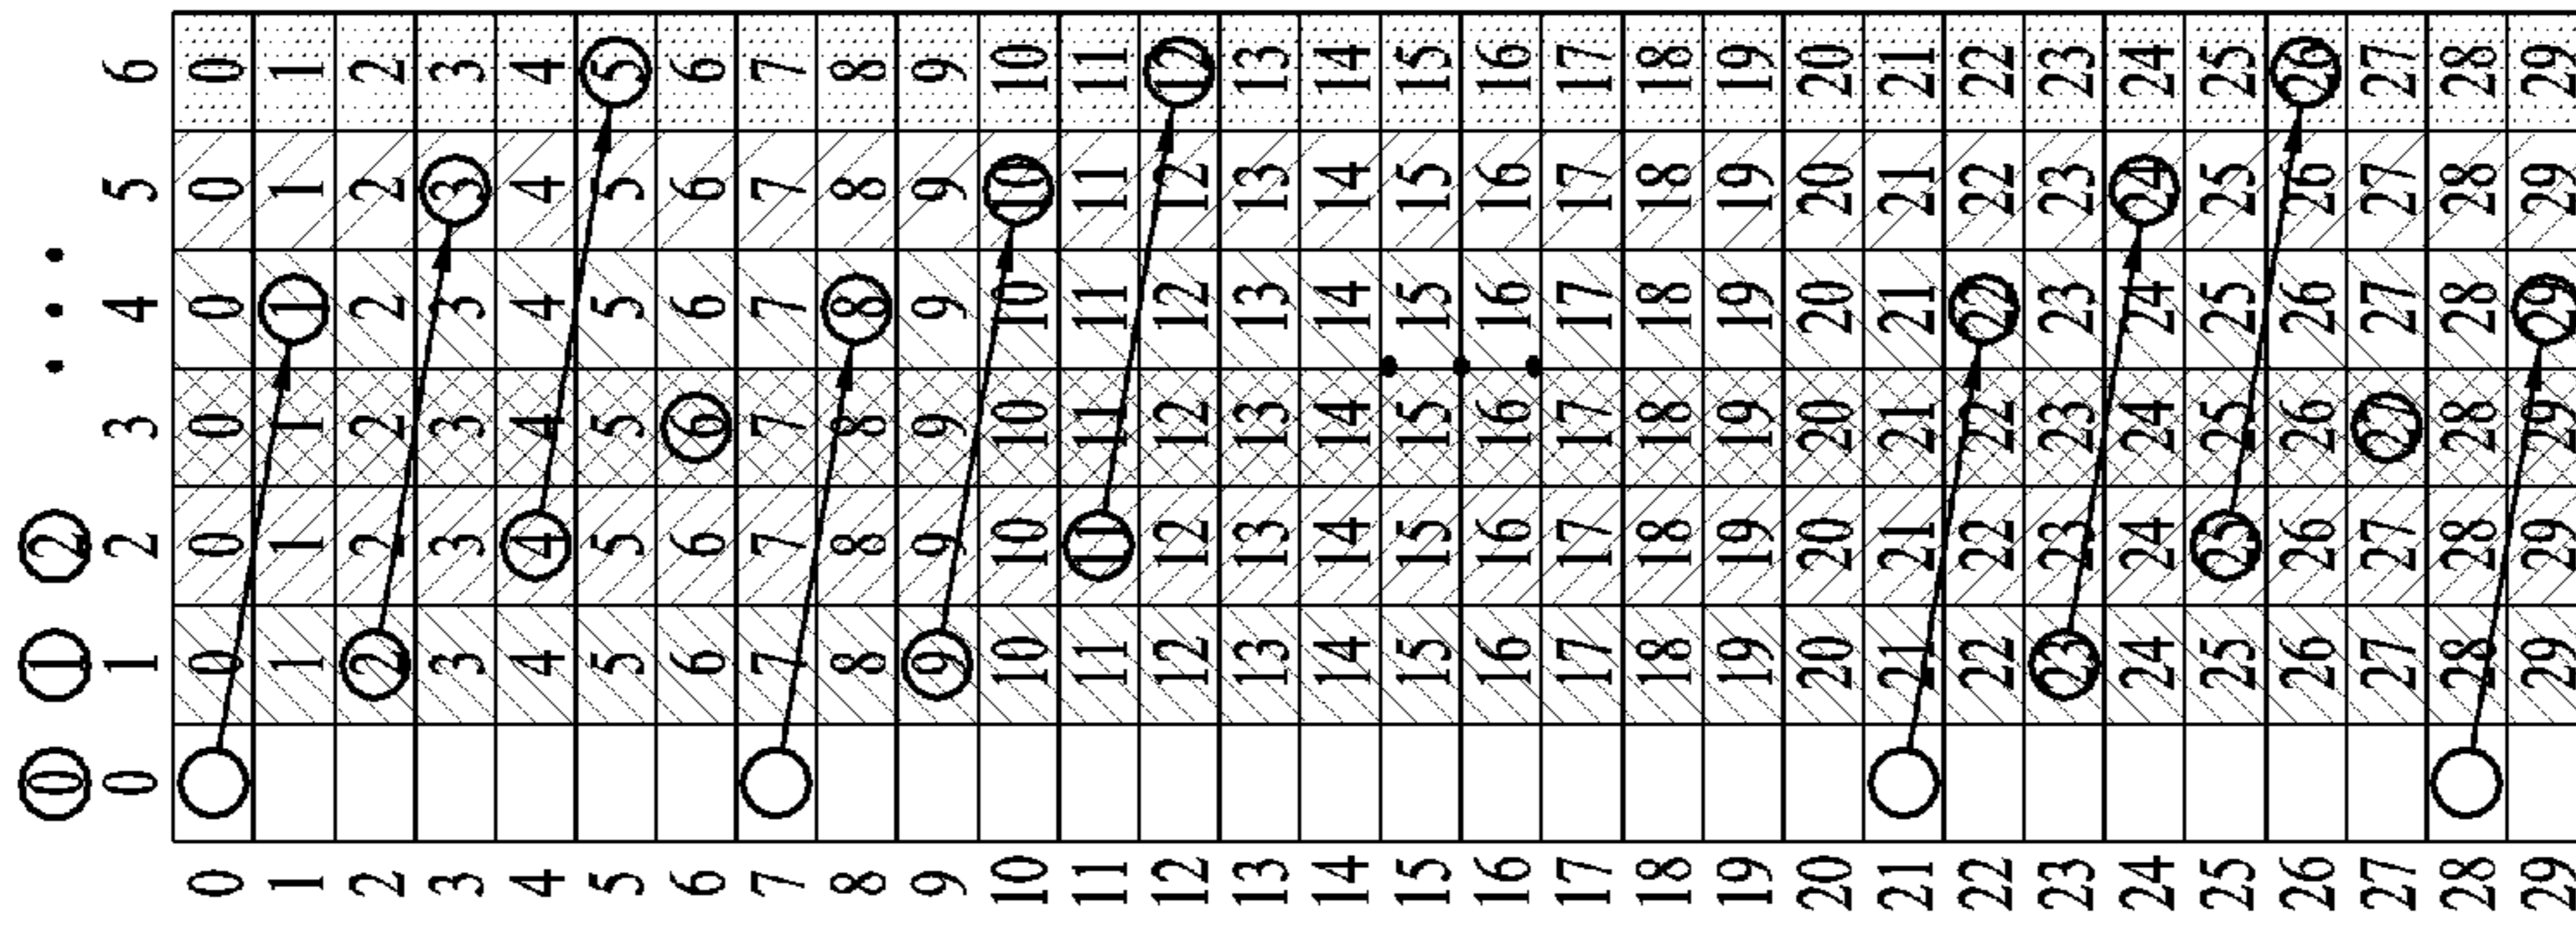 ⓪ ① ② • • •
0 1 2 3 4 5 6
0 0 0 0 0 0 0
1 1 1 1 ① 1 1
2 ② 2 2 2 2 2
3 3 3 3 3 ③ 3
4 4 ④ 4 4 4 4
5 5 5 5 5 5 ⑤
6 6 6 ⑥ 6 6 6
7 7 7 7 7 7 7
8 8 8 8 ⑧ 8 8
9 ⑨ 9 9 9 9 9
10 10 10 10 10 ⑩ 10
11 11 ⑪ 11 11 11 11
12 12 12 12 12 12 ⑫
13 13 13 13 13 13 13
14 14 14 14 14 14 14
15 15 15 15 15 15 15
16 16 16 16 16 16 16
17 17 17 17 17 17 17
18 18 18 18 18 18 18
19 19 19 19 19 19 19
20 20 20 20 20 20 20
21 21 21 21 21 21 21
22 22 22 22 ㉒ 22 22
23 ㉓ 23 23 23 23 23
24 24 24 24 24 ㉔ 24
25 25 ㉕ 25 25 25 25
26 26 26 26 26 26 ㉖
27 27 27 ㉗ 27 27 27
28 28 28 28 28 28 28
29 29 29 29 ㉙ 29 29